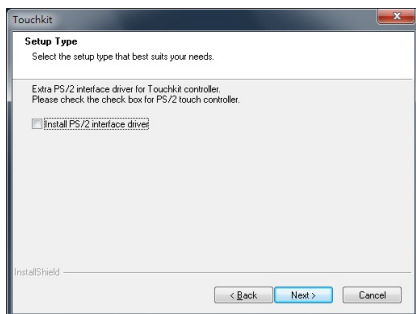 Touchkit
Setup Type
Select the setup type that best suits your needs.
Extra PS/2 interface driver for Touchkit controller.
Please check the check box for PS/2 touch controller.
Install PS/2 interface driver
InstallShield
< Back Next > Cancel